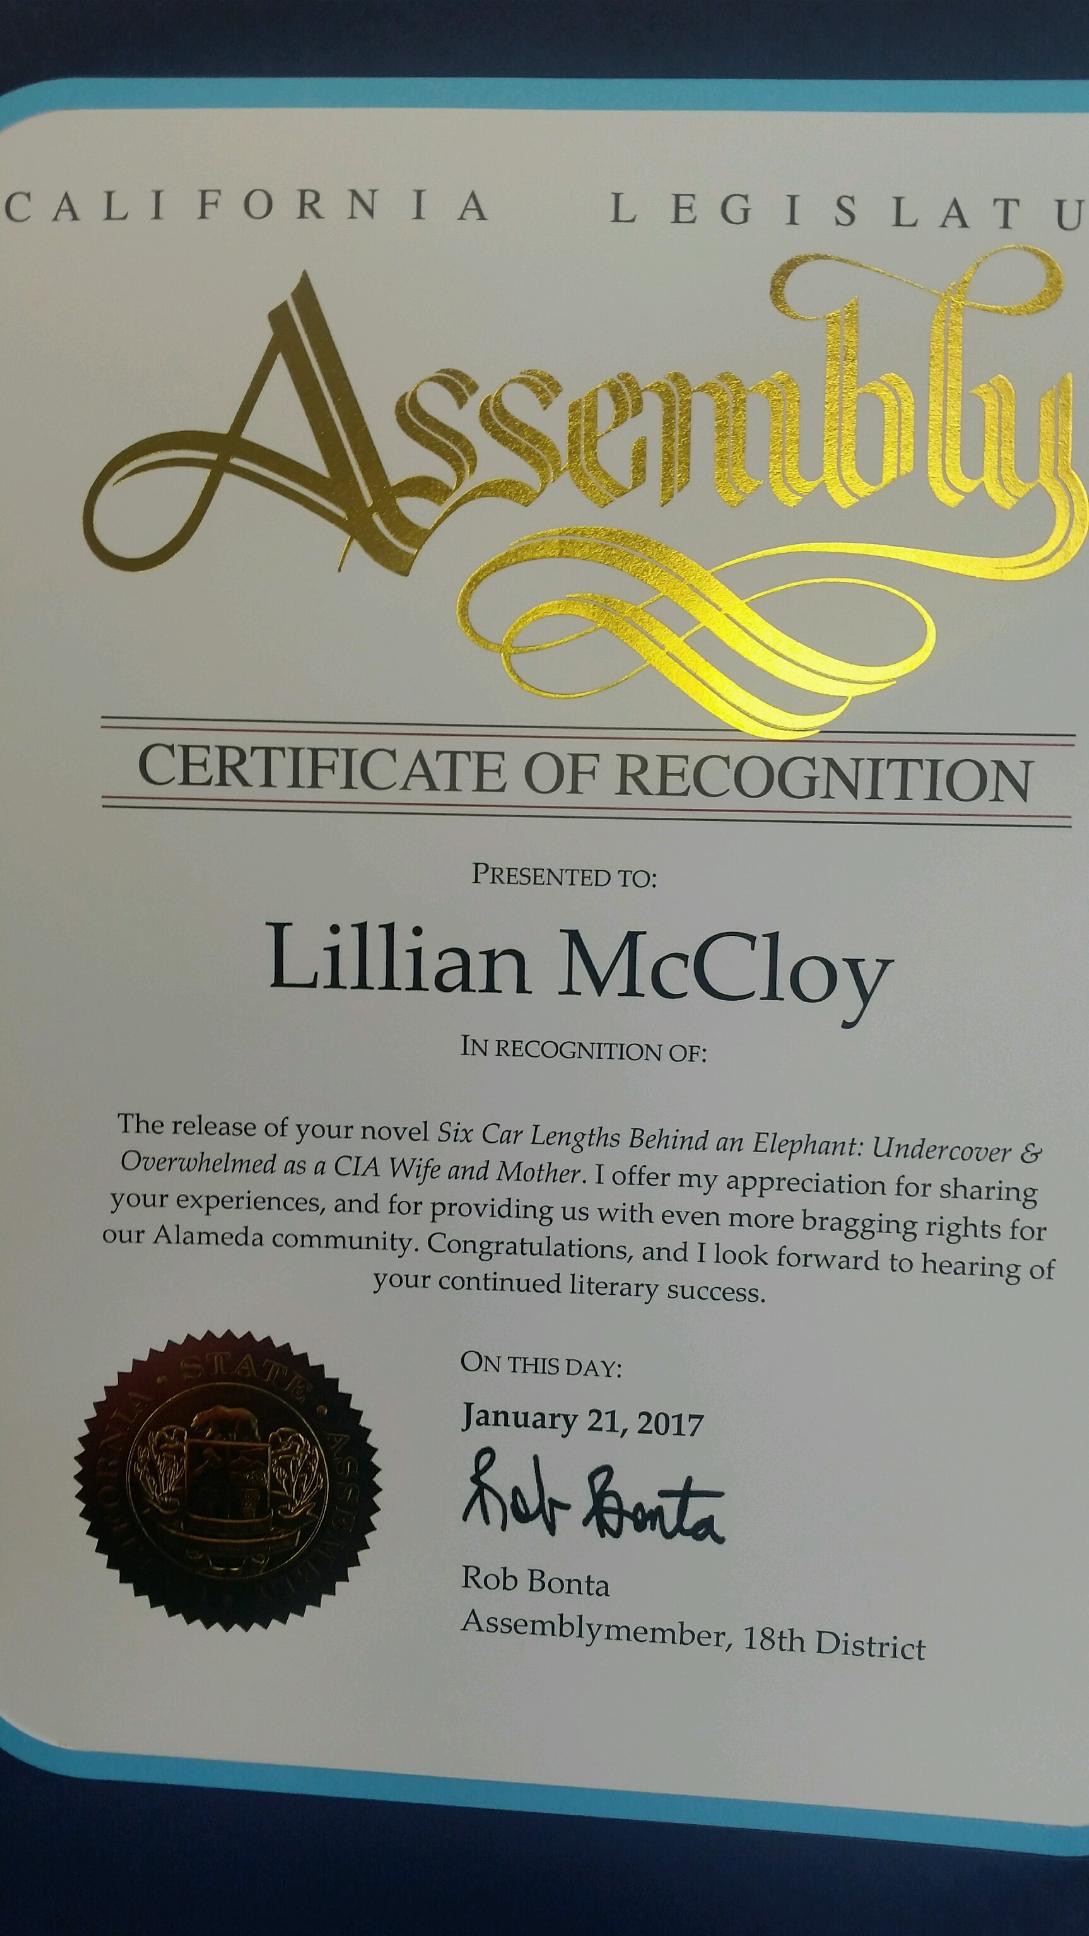 CALIFORNIA LEGISLATU
Assembly
CERTIFICATE OF RECOGNITION
PRESENTED TO:
Lillian McCloy
IN RECOGNITION OF:
The release of your novel Six Car Lengths Behind an Elephant: Undercover &
Overwhelmed as a CIA Wife and Mother. I offer my appreciation for sharing
your experiences, and for providing us with even more bragging rights for
our Alameda community. Congratulations, and I look forward to hearing of
your continued literary success.
CALIFORNIA · STATE · ASSEMBLY
ON THIS DAY:
January 21, 2017
Rob Bonta
Rob Bonta
Assemblymember, 18th District